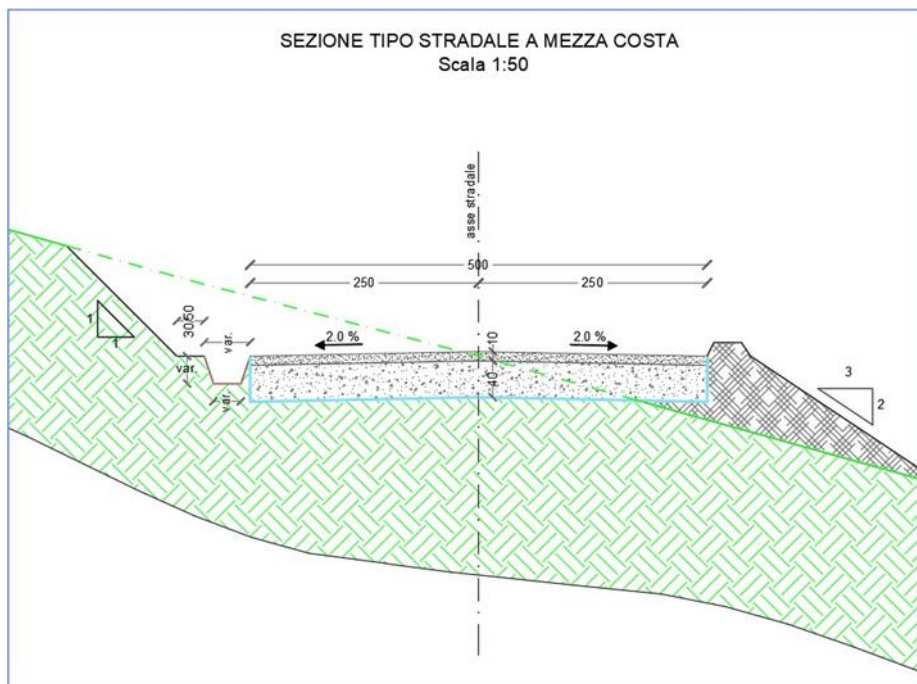 SEZIONE TIPO STRADALE A MEZZA COSTA
Scala 1:50
asse stradale
500
250
250
30/50
1
1
var.
var.
var.
2.0 %
10
2.0 %
40
3
2